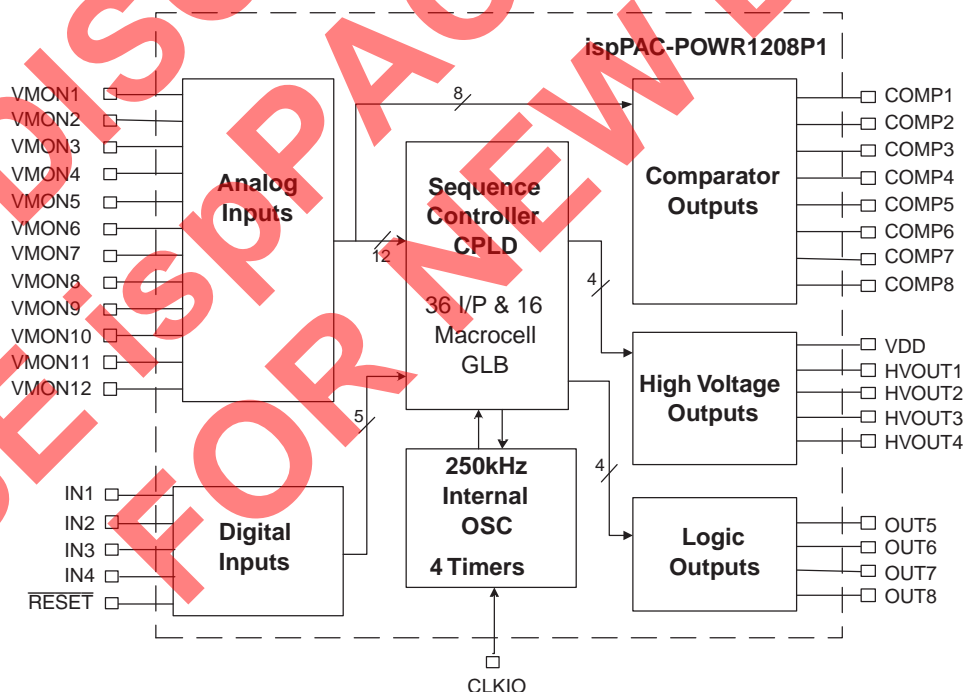 ispPAC-POWR1208P1
VMON1
VMON2
VMON3
VMON4
VMON5
VMON6
VMON7
VMON8
VMON9
VMON10
VMON11
VMON12
Analog
Inputs
8
12
Sequence
Controller
CPLD
36 I/P & 16
Macrocell
GLB
Comparator
Outputs
COMP1
COMP2
COMP3
COMP4
COMP5
COMP6
COMP7
COMP8
4
High Voltage
Outputs
VDD
HVOUT1
HVOUT2
HVOUT3
HVOUT4
5
4
IN1
IN2
IN3
IN4
RESET
Digital
Inputs
250kHz
Internal
OSC
4 Timers
Logic
Outputs
OUT5
OUT6
OUT7
OUT8
CLKIO
FOR NEW